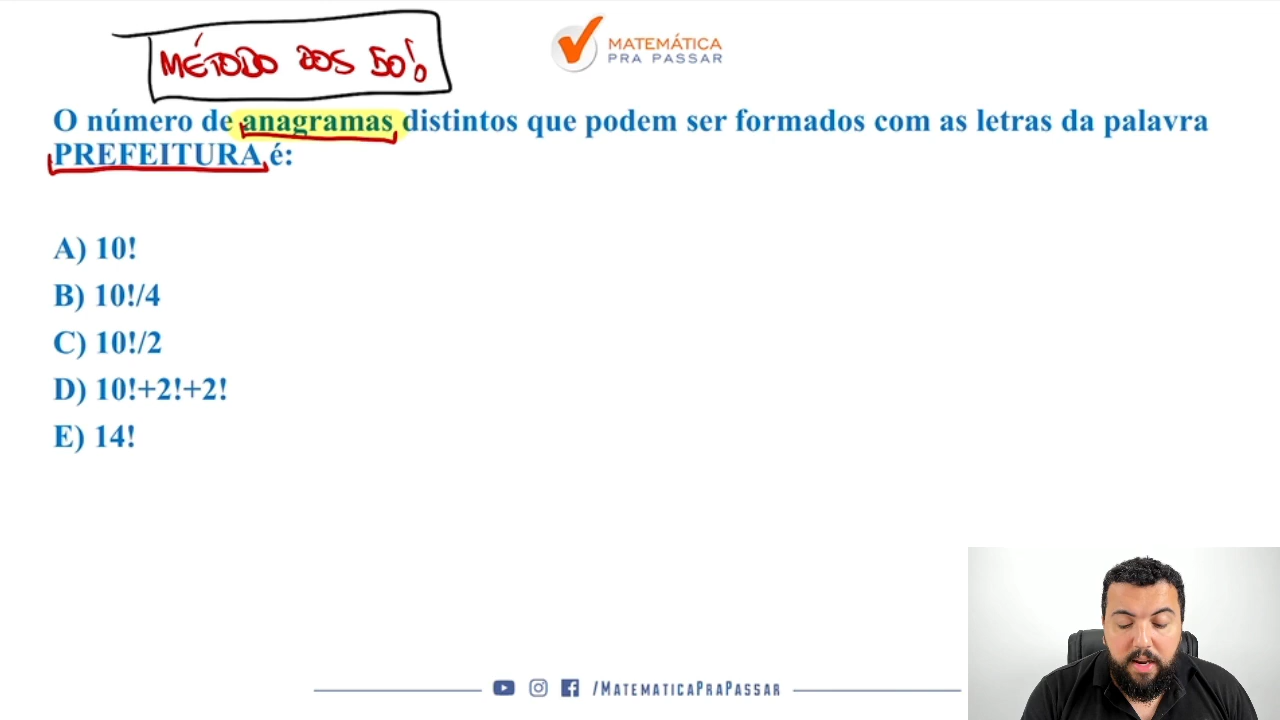 MÉTODO DOS 50!
MATEMÁTICA
PRA PASSAR
O número de anagramas distintos que podem ser formados com as letras da palavra
PREFEITURA é:
A) 10!
B) 10!/4
C) 10!/2
D) 10!+2!+2!
E) 14!
/MATEMATICAPRAPASSAR